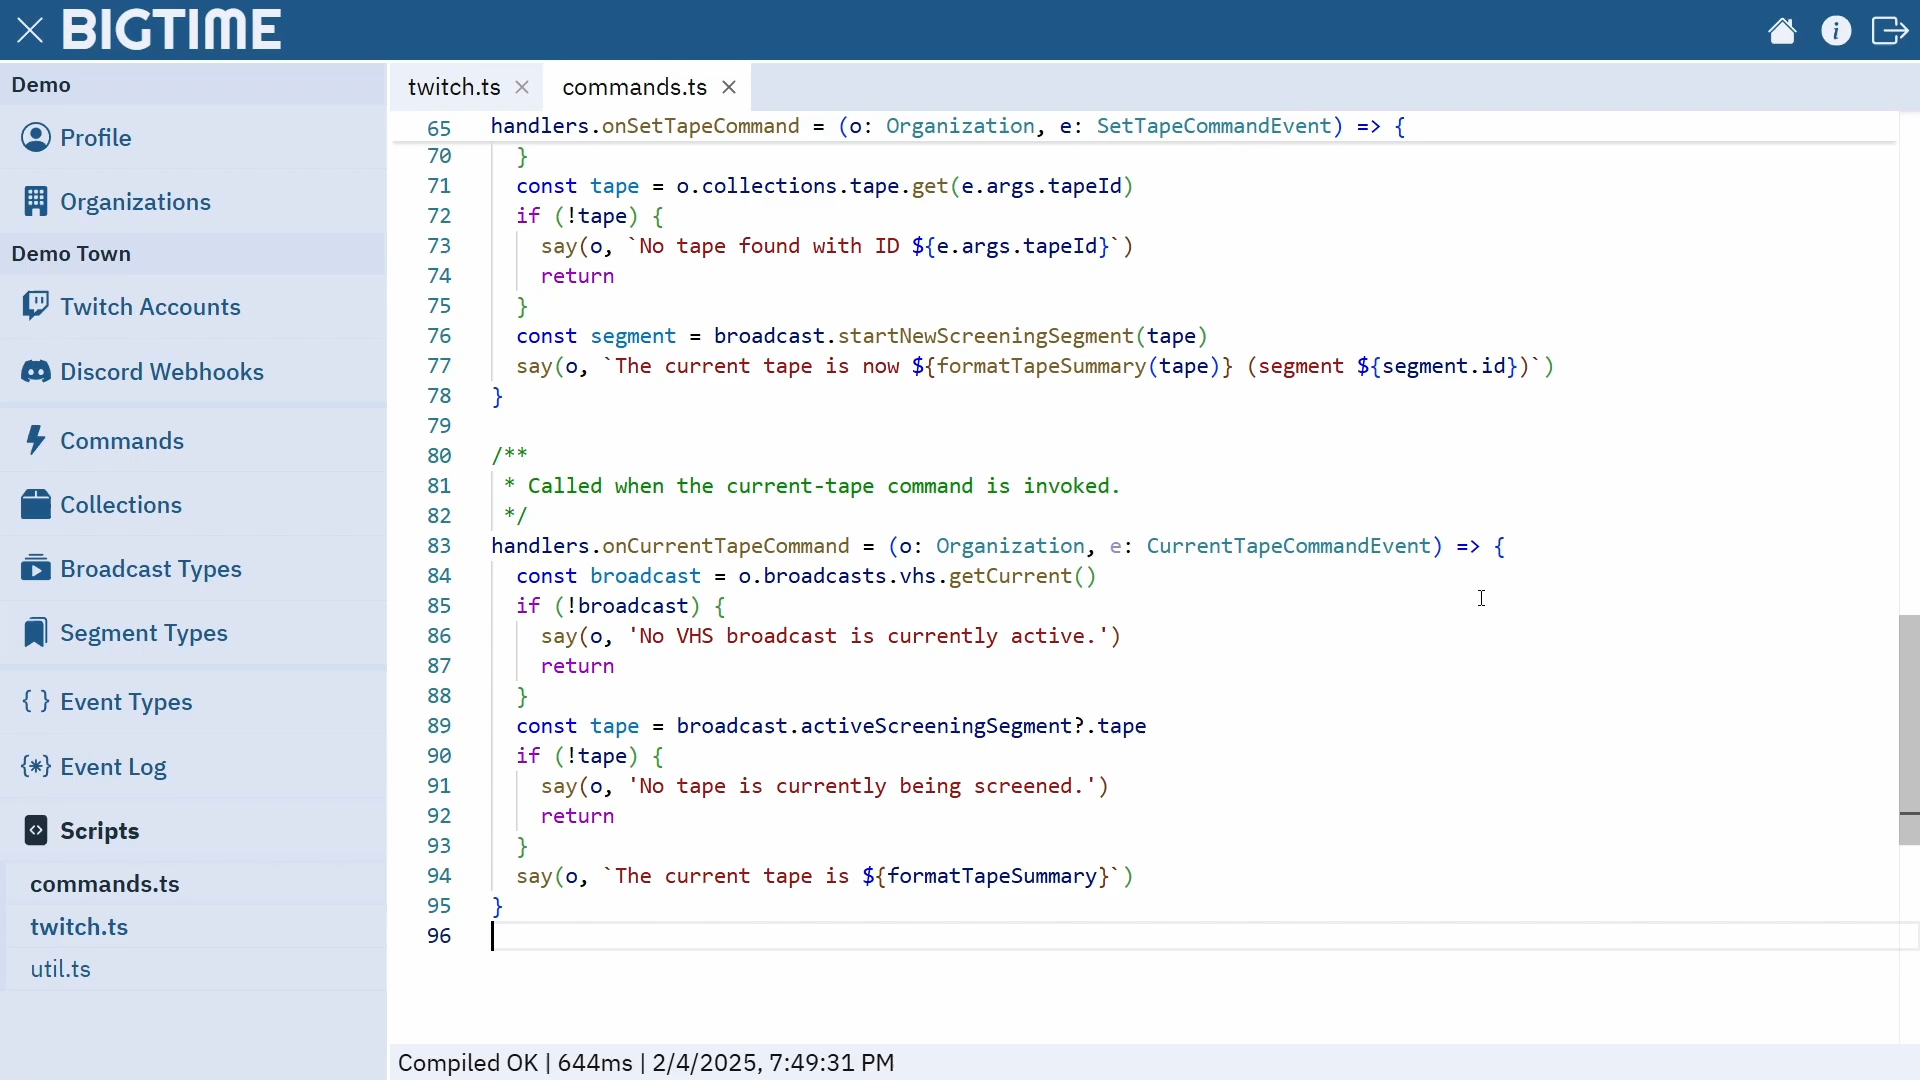 BIGTIME
Demo
Profile
Organizations
Demo Town
Twitch Accounts
Discord Webhooks
Commands
Collections
Broadcast Types
Segment Types
Event Types
Event Log
Scripts
commands.ts
twitch.ts
util.ts
twitch.ts
commands.ts
65 handlers.onSetTapeCommand = (o: Organization, e: SetTapeCommandEvent) => {
70   }
71   const tape = o.collections.tape.get(e.args.tapeId)
72   if (!tape) {
73     say(o, `No tape found with ID ${e.args.tapeId}`)
74     return
75   }
76   const segment = broadcast.startNewScreeningSegment(tape)
77   say(o, `The current tape is now ${formatTapeSummary(tape)} (segment ${segment.id})`)
78 }
79
80 /**
81  * Called when the current-tape command is invoked.
82  */
83 handlers.onCurrentTapeCommand = (o: Organization, e: CurrentTapeCommandEvent) => {
84   const broadcast = o.broadcasts.vhs.getCurrent()
85   if (!broadcast) {
86     say(o, 'No VHS broadcast is currently active.')
87     return
88   }
89   const tape = broadcast.activeScreeningSegment?.tape
90   if (!tape) {
91     say(o, 'No tape is currently being screened.')
92     return
93   }
94   say(o, `The current tape is ${formatTapeSummary}`)
95 }
96
Compiled OK | 644ms | 2/4/2025, 7:49:31 PM